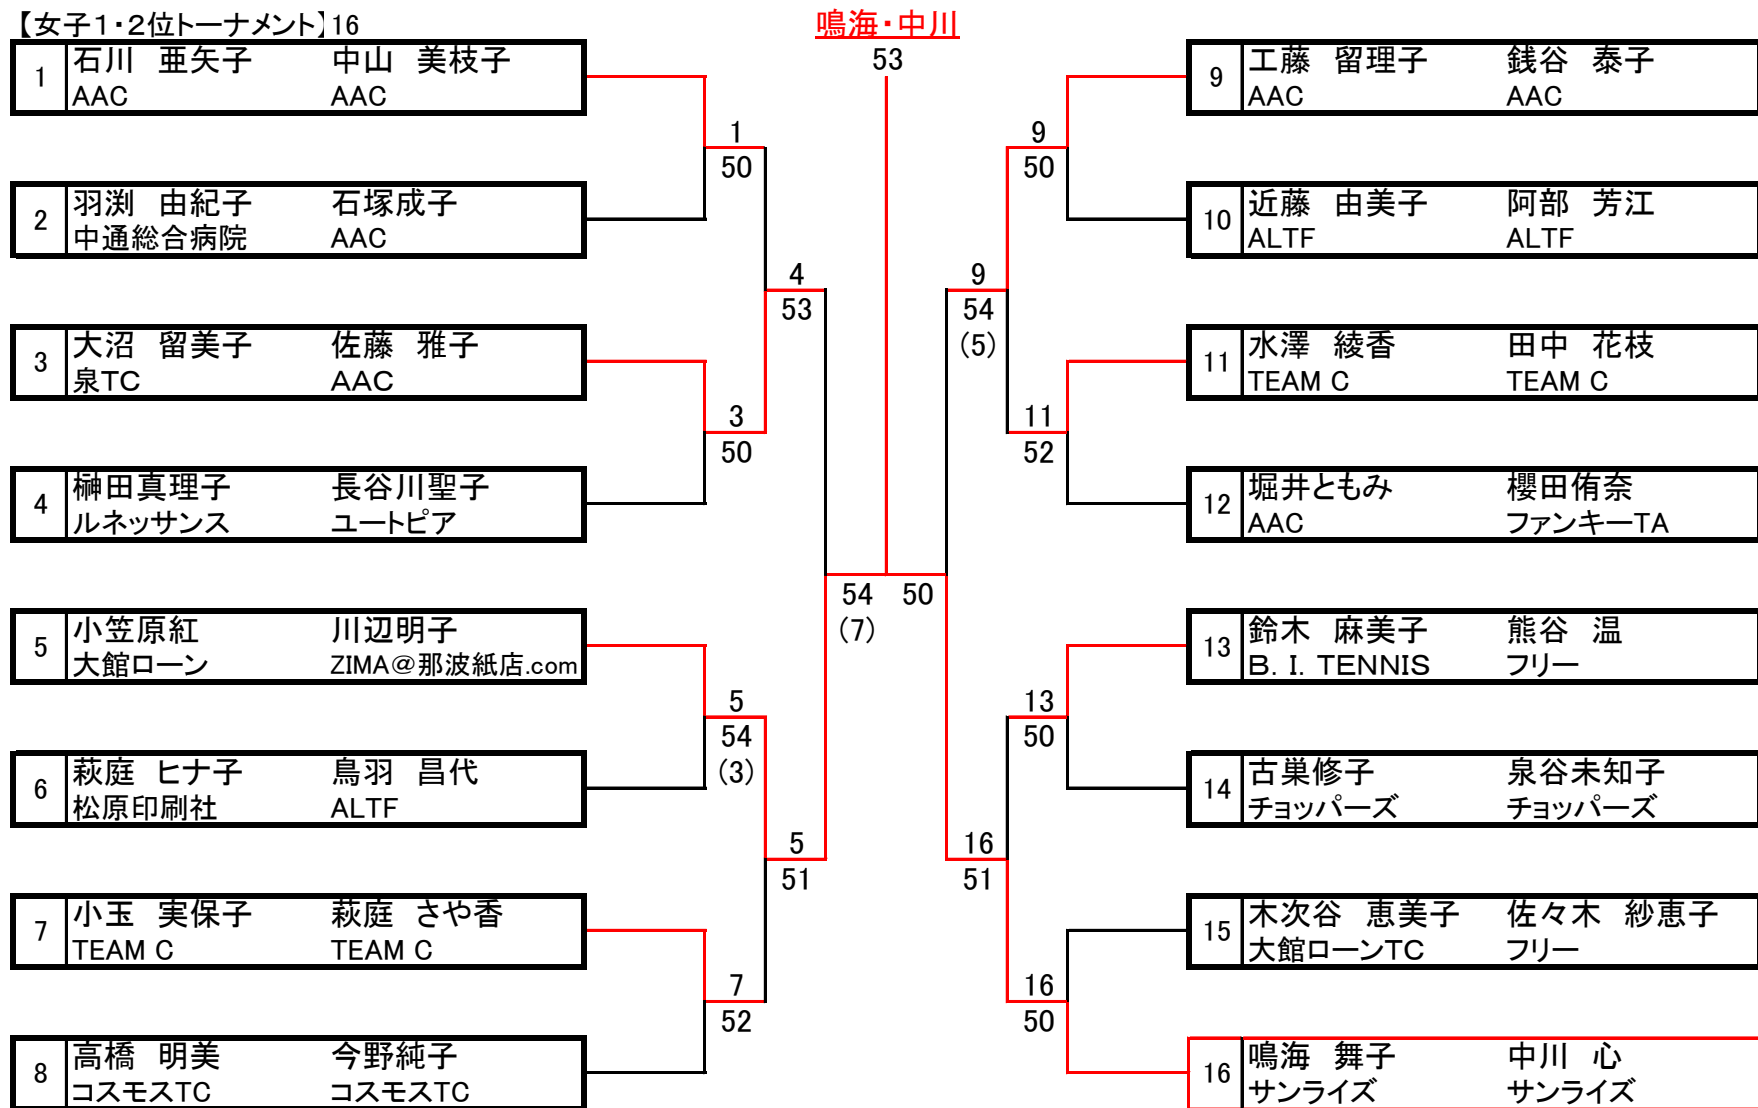 【女子1・2位トーナメント】16
鳴海・中川
53
1 石川 亜矢子 中山 美枝子
AAC AAC
2 羽渕 由紀子 石塚成子
中通総合病院 AAC
3 大沼 留美子 佐藤 雅子
泉TC AAC
4 榊田真理子 長谷川聖子
ルネッサンス ユートピア
5 小笠原紅 川辺明子
大館ローン ZIMA@那波紙店.com
6 萩庭 ヒナ子 鳥羽 昌代
松原印刷社 ALTF
7 小玉 実保子 萩庭 さや香
TEAM C TEAM C
8 高橋 明美 今野純子
コスモスTC コスモスTC
1
50
3
50
5
54
(3)
7
52
4
53
5
51
54
(7)
50
9
54
(5)
16
51
9
50
11
52
13
50
16
50
9 工藤 留理子 銭谷 泰子
AAC AAC
10 近藤 由美子 阿部 芳江
ALTF ALTF
11 水澤 綾香 田中 花枝
TEAM C TEAM C
12 堀井ともみ 櫻田侑奈
AAC ファンキーTA
13 鈴木 麻美子 熊谷 温
B. I. TENNIS フリー
14 古巣修子 泉谷未知子
チョッパーズ チョッパーズ
15 木次谷 恵美子 佐々木 紗恵子
大館ローンTC フリー
16 鳴海 舞子 中川 心
サンライズ サンライズ